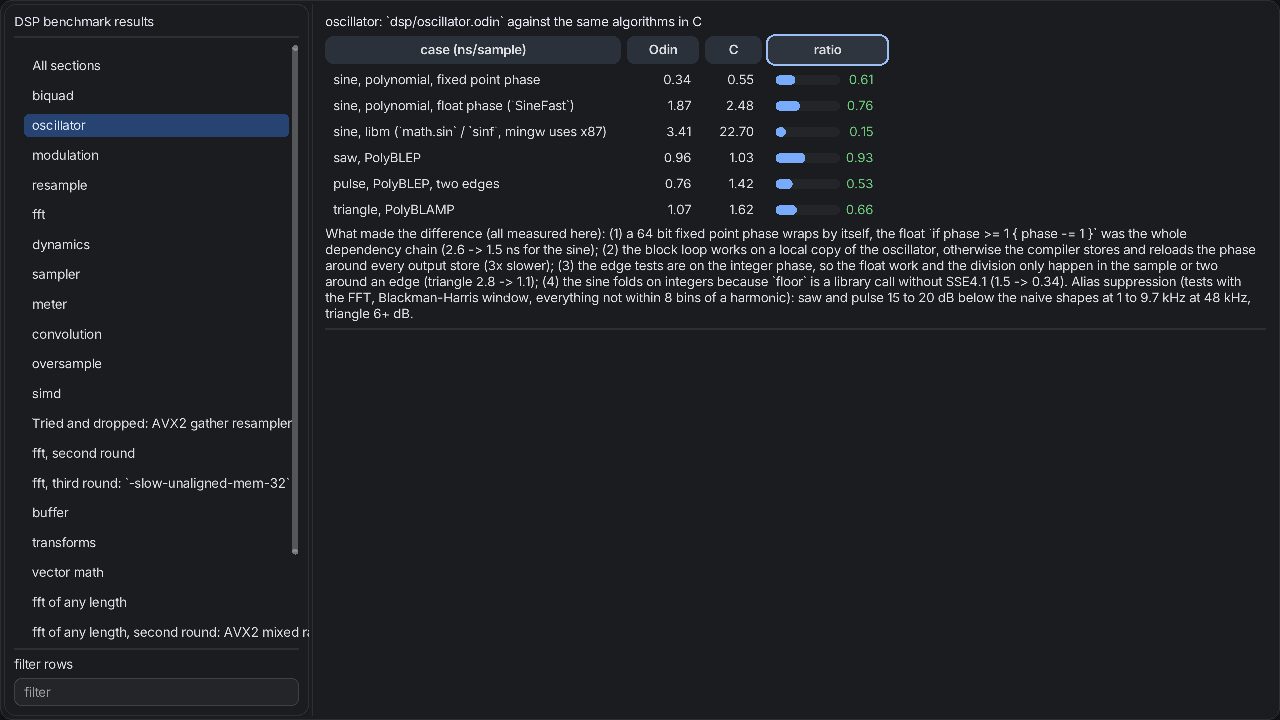 DSP benchmark results
All sections
biquad
oscillator
modulation
resample
fft
dynamics
sampler
meter
convolution
oversample
simd
Tried and dropped: AVX2 gather resampler
fft, second round
fft, third round: `-slow-unaligned-mem-32`
buffer
transforms
vector math
fft of any length
fft of any length, second round: AVX2 mixed
filter rows
filter
oscillator: `dsp/oscillator.odin` against the same algorithms in C
case (ns/sample) Odin C ratio
sine, polynomial, fixed point phase 0.34 0.55 0.61
sine, polynomial, float phase (`SineFast`) 1.87 2.48 0.76
sine, libm (`math.sin` / `sinf`, mingw uses x87) 3.41 22.70 0.15
saw, PolyBLEP 0.96 1.03 0.93
pulse, PolyBLEP, two edges 0.76 1.42 0.53
triangle, PolyBLAMP 1.07 1.62 0.66
What made the difference (all measured here): (1) a 64 bit fixed point phase wraps by itself, the float `if phase >= 1 { phase -= 1 }` was the whole
dependency chain (2.6 -> 1.5 ns for the sine); (2) the block loop works on a local copy of the oscillator, otherwise the compiler stores and reloads the phase
around every output store (3x slower); (3) the edge tests are on the integer phase, so the float work and the division only happen in the sample or two
around an edge (triangle 2.8 -> 1.1); (4) the sine folds on integers because `floor` is a library call without SSE4.1 (1.5 -> 0.34). Alias suppression (tests with
the FFT, Blackman-Harris window, everything not within 8 bins of a harmonic): saw and pulse 15 to 20 dB below the naive shapes at 1 to 9.7 kHz at 48 kHz,
triangle 6+ dB.